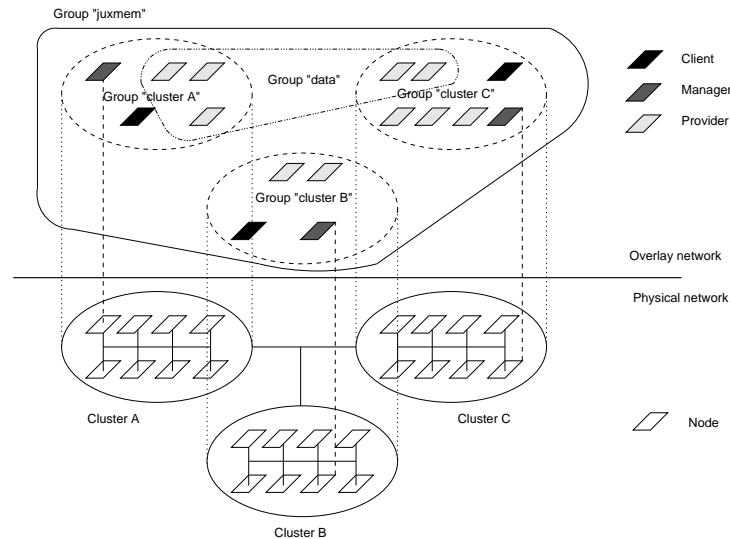 Group "juxmem"
Client
Group "data"
Manager
Group "cluster A"
Group "cluster C"
Provider
Group "cluster B"
Overlay network
Physical network
Cluster A
Cluster C
Node
Cluster B